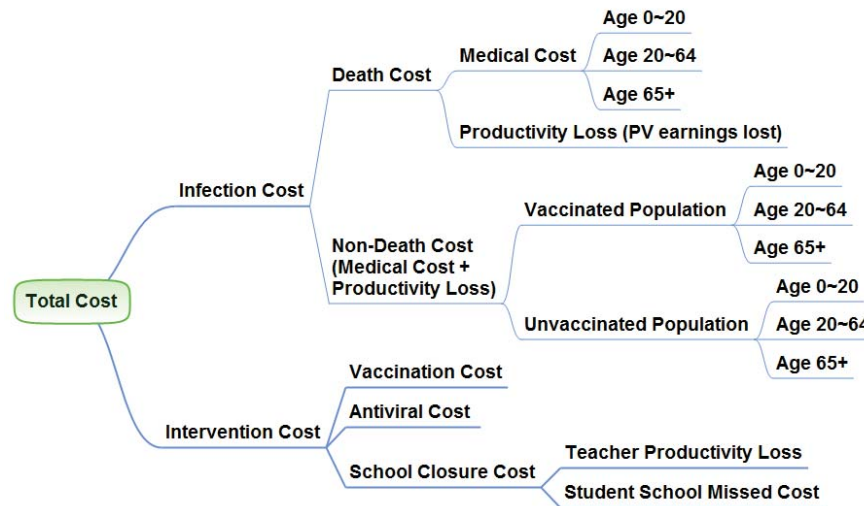 Age 0~20
Medical Cost
Age 20~64
Death Cost
Age 65+
Productivity Loss (PV earnings lost)
Infection Cost
Age 0~20
Vaccinated Population
Age 20~64
Non-Death Cost
(Medical Cost +
Productivity Loss)
Age 65+
Total Cost
Age 0~20
Unvaccinated Population
Age 20~64
Age 65+
Vaccination Cost
Antiviral Cost
Intervention Cost
Teacher Productivity Loss
School Closure Cost
Student School Missed Cost